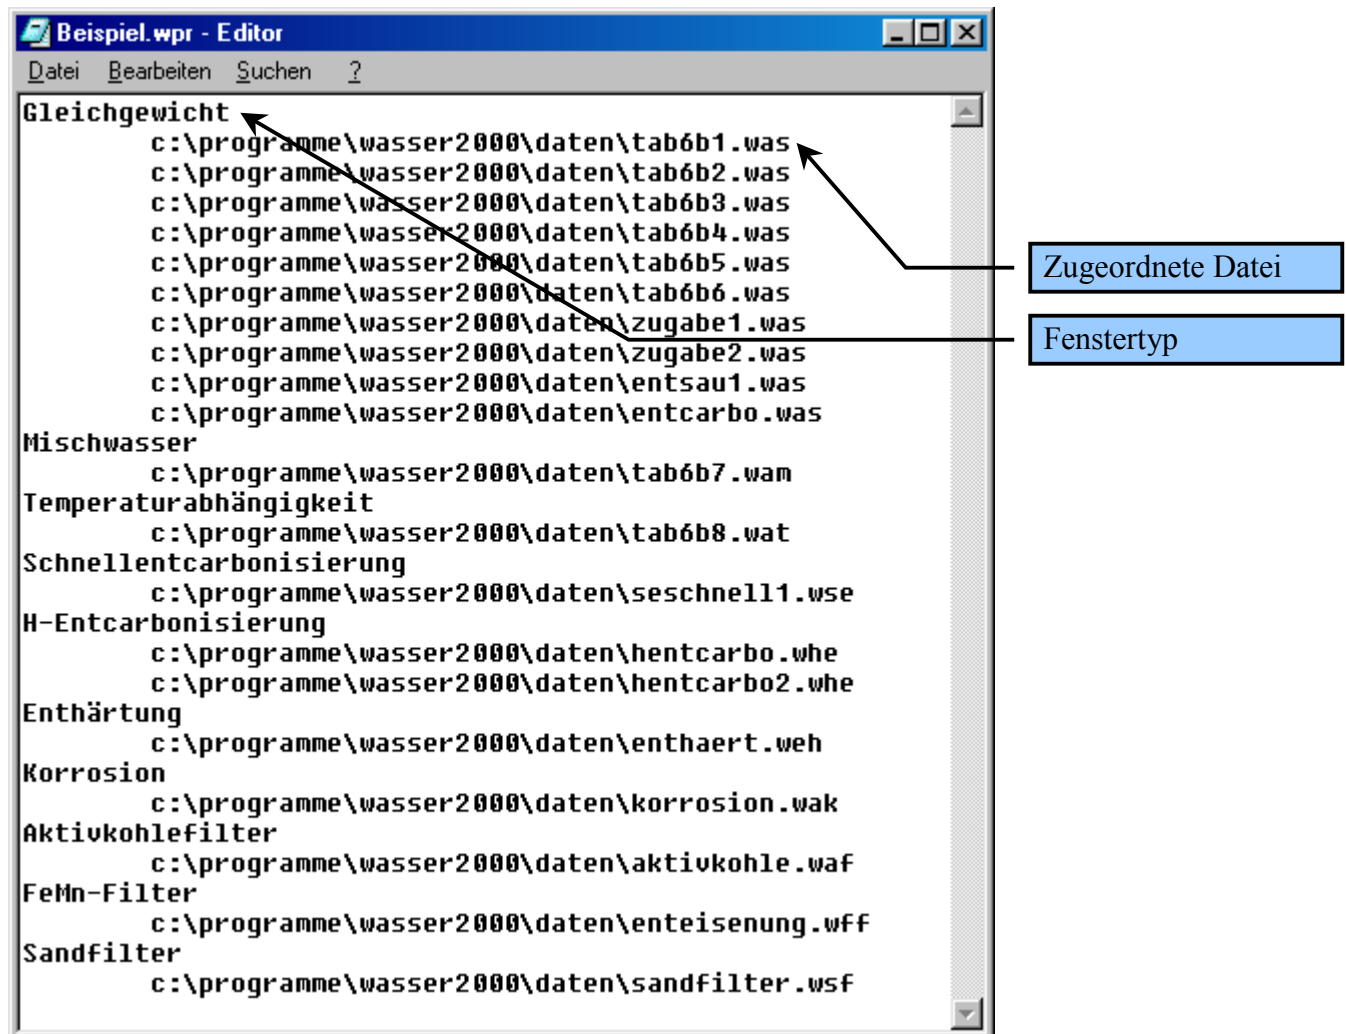 Beispiel.wpr - Editor
Datei Bearbeiten Suchen ?
Gleichgewicht
c:\programme\wasser2000\daten\tab6b1.was
c:\programme\wasser2000\daten\tab6b2.was
c:\programme\wasser2000\daten\tab6b3.was
c:\programme\wasser2000\daten\tab6b4.was
c:\programme\wasser2000\daten\tab6b5.was
c:\programme\wasser2000\daten\tab6b6.was
c:\programme\wasser2000\daten\zugabe1.was
c:\programme\wasser2000\daten\zugabe2.was
c:\programme\wasser2000\daten\entsau1.was
c:\programme\wasser2000\daten\entcarbo.was
Mischwasser
c:\programme\wasser2000\daten\tab6b7.wam
Temperaturabhängigkeit
c:\programme\wasser2000\daten\tab6b8.wat
Schnellentcarbonisierung
c:\programme\wasser2000\daten\seschnell1.wse
H-Entcarbonisierung
c:\programme\wasser2000\daten\hentcarbo.whe
c:\programme\wasser2000\daten\hentcarbo2.whe
Enthärtung
c:\programme\wasser2000\daten\enthaert.weh
Korrosion
c:\programme\wasser2000\daten\korrosion.wak
Aktivkohlefilter
c:\programme\wasser2000\daten\aktivkohle.waf
FeMn-Filter
c:\programme\wasser2000\daten\enteisenung.wff
Sandfilter
c:\programme\wasser2000\daten\sandfilter.wsf
Zugeordnete Datei
Fenstertyp